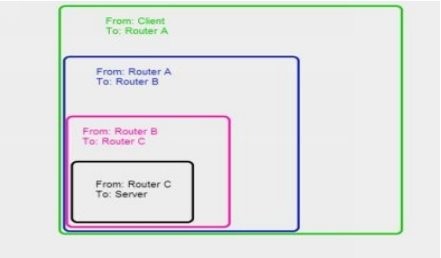 From: Client
To: Router A
From: Router A
To: Router B
From: Router B
To: Router C
From: Router C
To: Server